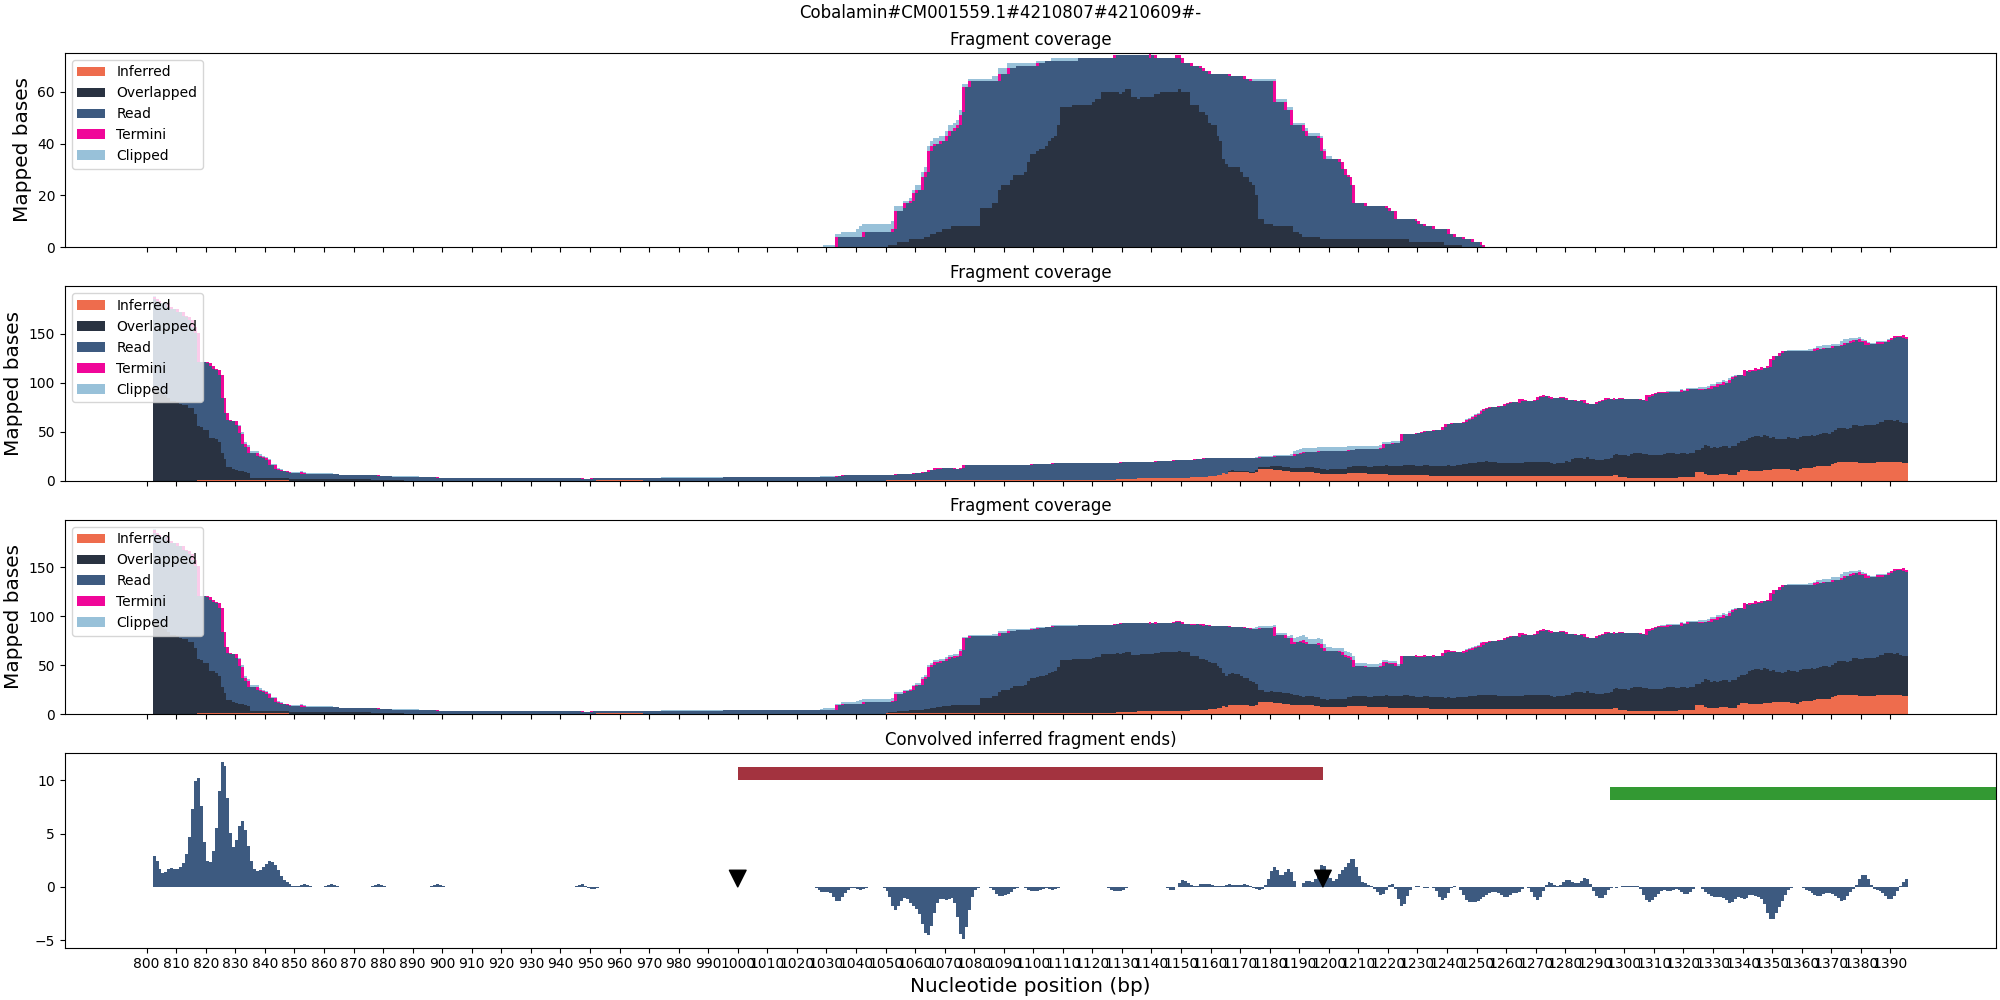 Cobalamin#CM001559.1#4210807#4210609#-
Fragment coverage
Mapped bases
60
40
20
0
Inferred
Overlapped
Read
Termini
Clipped
Fragment coverage
Mapped bases
150
100
50
0
Inferred
Overlapped
Read
Termini
Clipped
Fragment coverage
Mapped bases
150
100
50
0
Inferred
Overlapped
Read
Termini
Clipped
Convolved inferred fragment ends)
10
5
0
−5
800 810 820 830 840 850 860 870 880 890 900 910 920 930 940 950 960 970 980 990 1000 1010 1020 1030 1040 1050 1060 1070 1080 1090 1100 1110 1120 1130 1140 1150 1160 1170 1180 1190 1200 1210 1220 1230 1240 1250 1260 1270 1280 1290 1300 1310 1320 1330 1340 1350 1360 1370 1380 1390
Nucleotide position (bp)